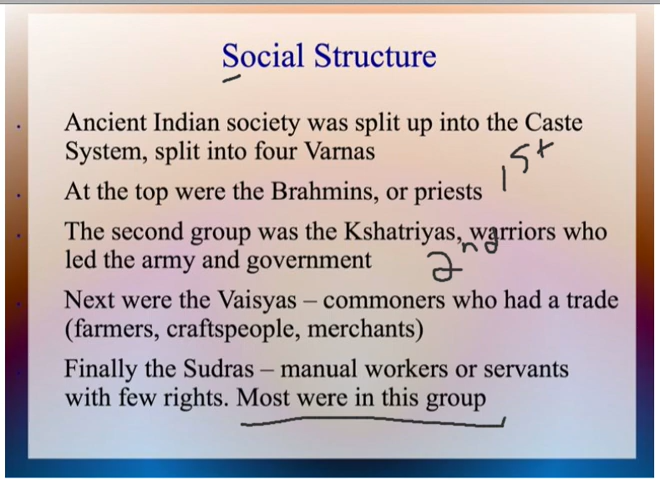 Social Structure
Ancient Indian society was split up into the Caste
System, split into four Varnas
At the top were the Brahmins, or priests 1st
The second group was the Kshatriyas, warriors who
led the army and government 2nd
Next were the Vaisyas – commoners who had a trade
(farmers, craftspeople, merchants)
Finally the Sudras – manual workers or servants
with few rights. Most were in this group